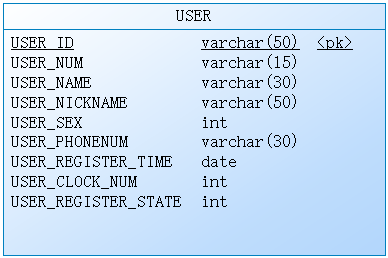 USER
USER_ID varchar(50) <pk>
USER_NUM varchar(15)
USER_NAME varchar(30)
USER_NICKNAME varchar(50)
USER_SEX int
USER_PHONENUM varchar(30)
USER_REGISTER_TIME date
USER_CLOCK_NUM int
USER_REGISTER_STATE int